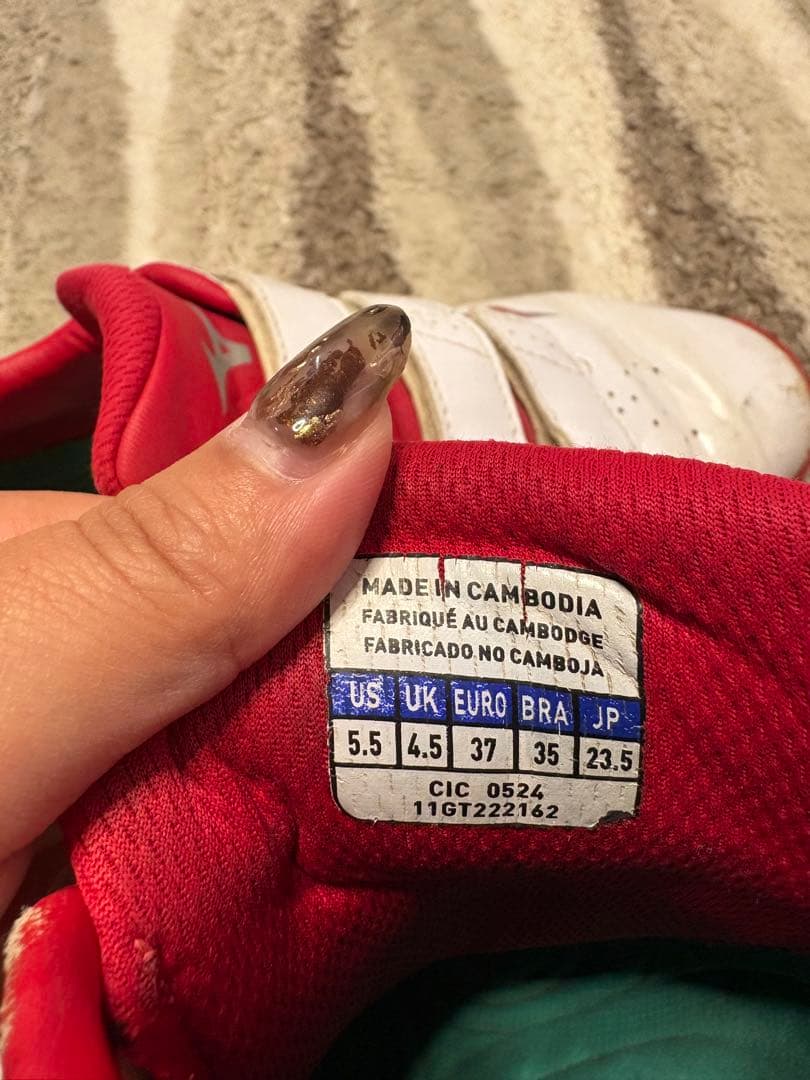 MADE IN CAMBODIA
FABRIQUÉ AU CAMBODGE
FABRICADO NO CAMBOJA
US UK EURO BRA JP
5.5 4.5 37 35 23.5
CIC 0524
11GT222162